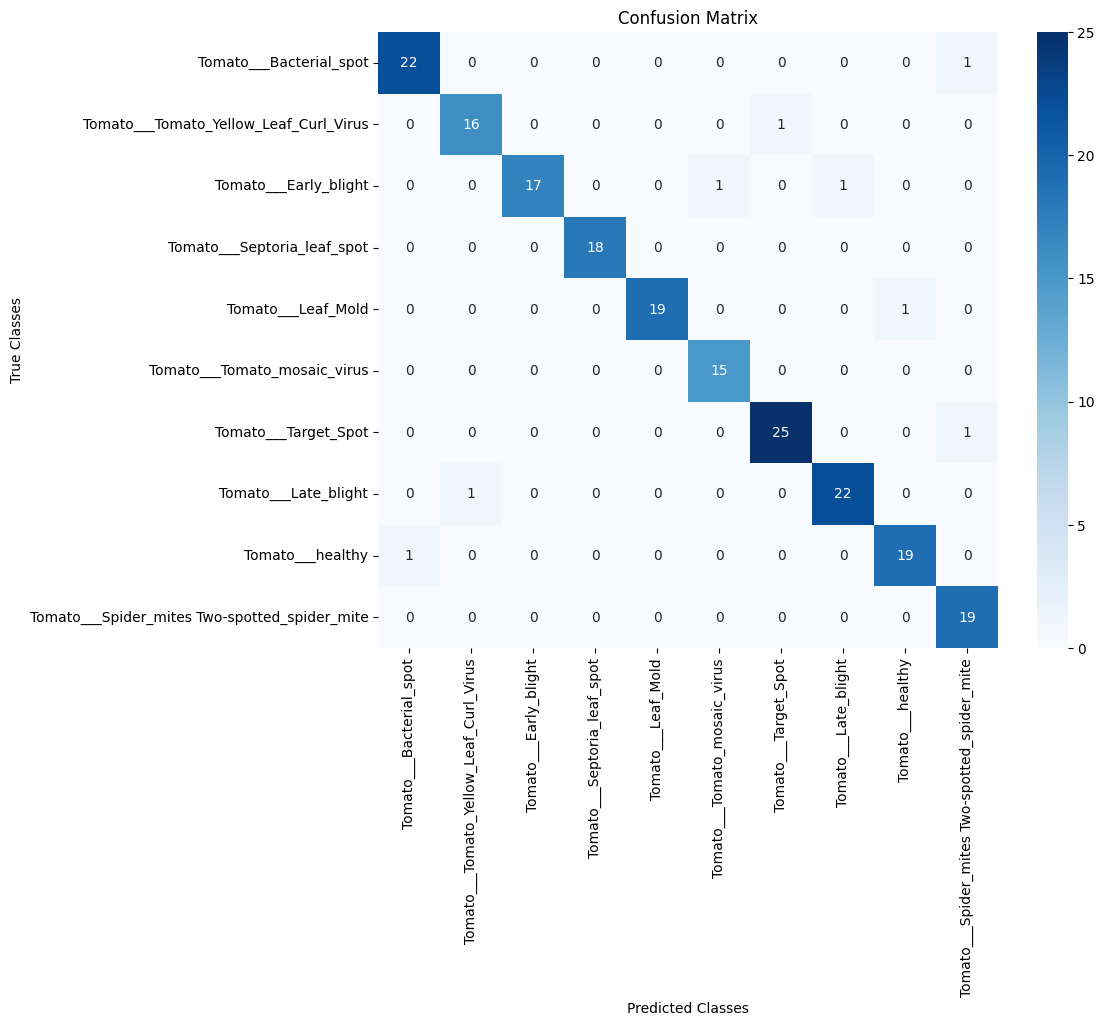 Confusion Matrix
True Classes
Tomato___Bacterial_spot 22 0 0 0 0 0 0 0 0 1
Tomato___Tomato_Yellow_Leaf_Curl_Virus 0 16 0 0 0 0 1 0 0 0
Tomato___Early_blight 0 0 17 0 0 1 0 1 0 0
Tomato___Septoria_leaf_spot 0 0 0 18 0 0 0 0 0 0
Tomato___Leaf_Mold 0 0 0 0 19 0 0 0 1 0
Tomato___Tomato_mosaic_virus 0 0 0 0 0 15 0 0 0 0
Tomato___Target_Spot 0 0 0 0 0 0 25 0 0 1
Tomato___Late_blight 0 1 0 0 0 0 0 22 0 0
Tomato___healthy 1 0 0 0 0 0 0 0 19 0
Tomato___Spider_mites Two-spotted_spider_mite 0 0 0 0 0 0 0 0 0 19
Tomato___Bacterial_spot
Tomato___Tomato_Yellow_Leaf_Curl_Virus
Tomato___Early_blight
Tomato___Septoria_leaf_spot
Tomato___Leaf_Mold
Tomato___Tomato_mosaic_virus
Tomato___Target_Spot
Tomato___Late_blight
Tomato___healthy
Tomato___Spider_mites Two-spotted_spider_mite
Predicted Classes
25
20
15
10
5
0